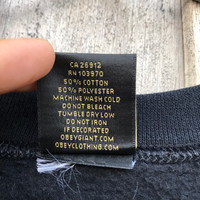 CA 26912
RN 103970
50% COTTON
50% POLYESTER
MACHINE WASH COLD
DO NOT BLEACH
TUMBLE DRY LOW
DO NOT IRON
IF DECORATED
OBEYGIANT.COM
OBEYCLOTHING.COM